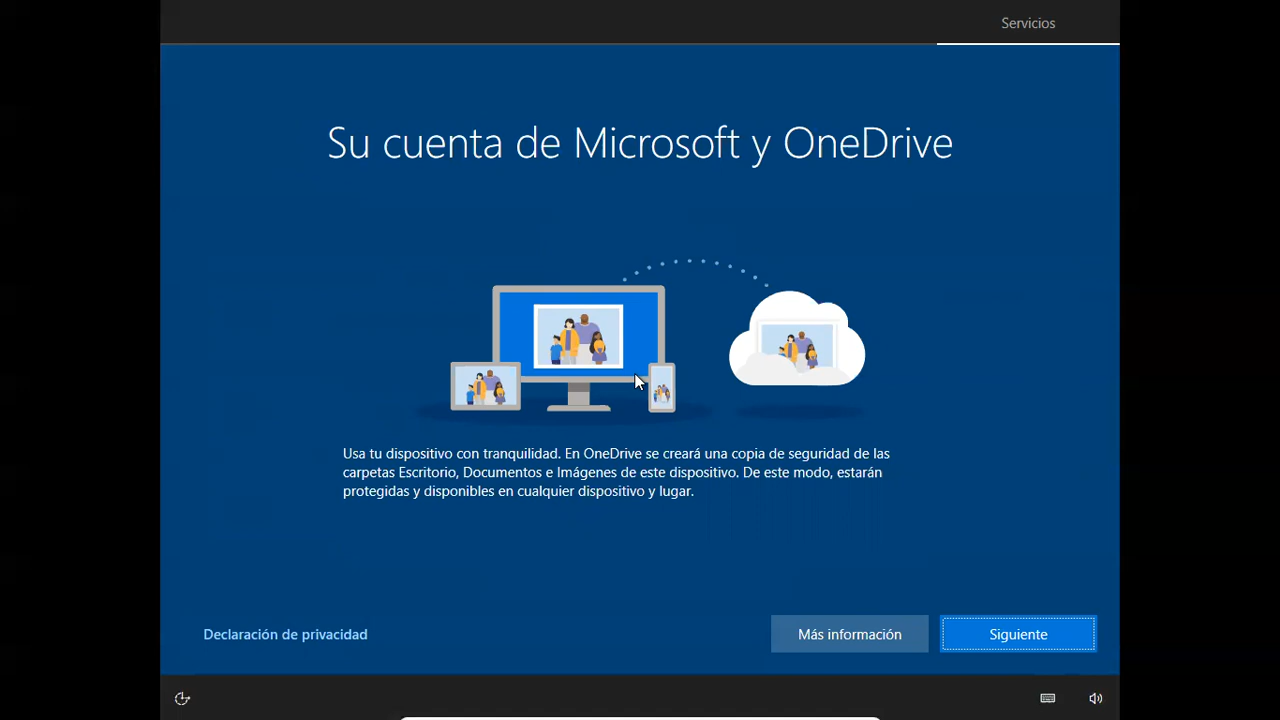 Servicios
Su cuenta de Microsoft y OneDrive
Usa tu dispositivo con tranquilidad. En OneDrive se creará una copia de seguridad de las
carpetas Escritorio, Documentos e Imágenes de este dispositivo. De este modo, estarán
protegidas y disponibles en cualquier dispositivo y lugar.
Declaración de privacidad
Más información
Siguiente